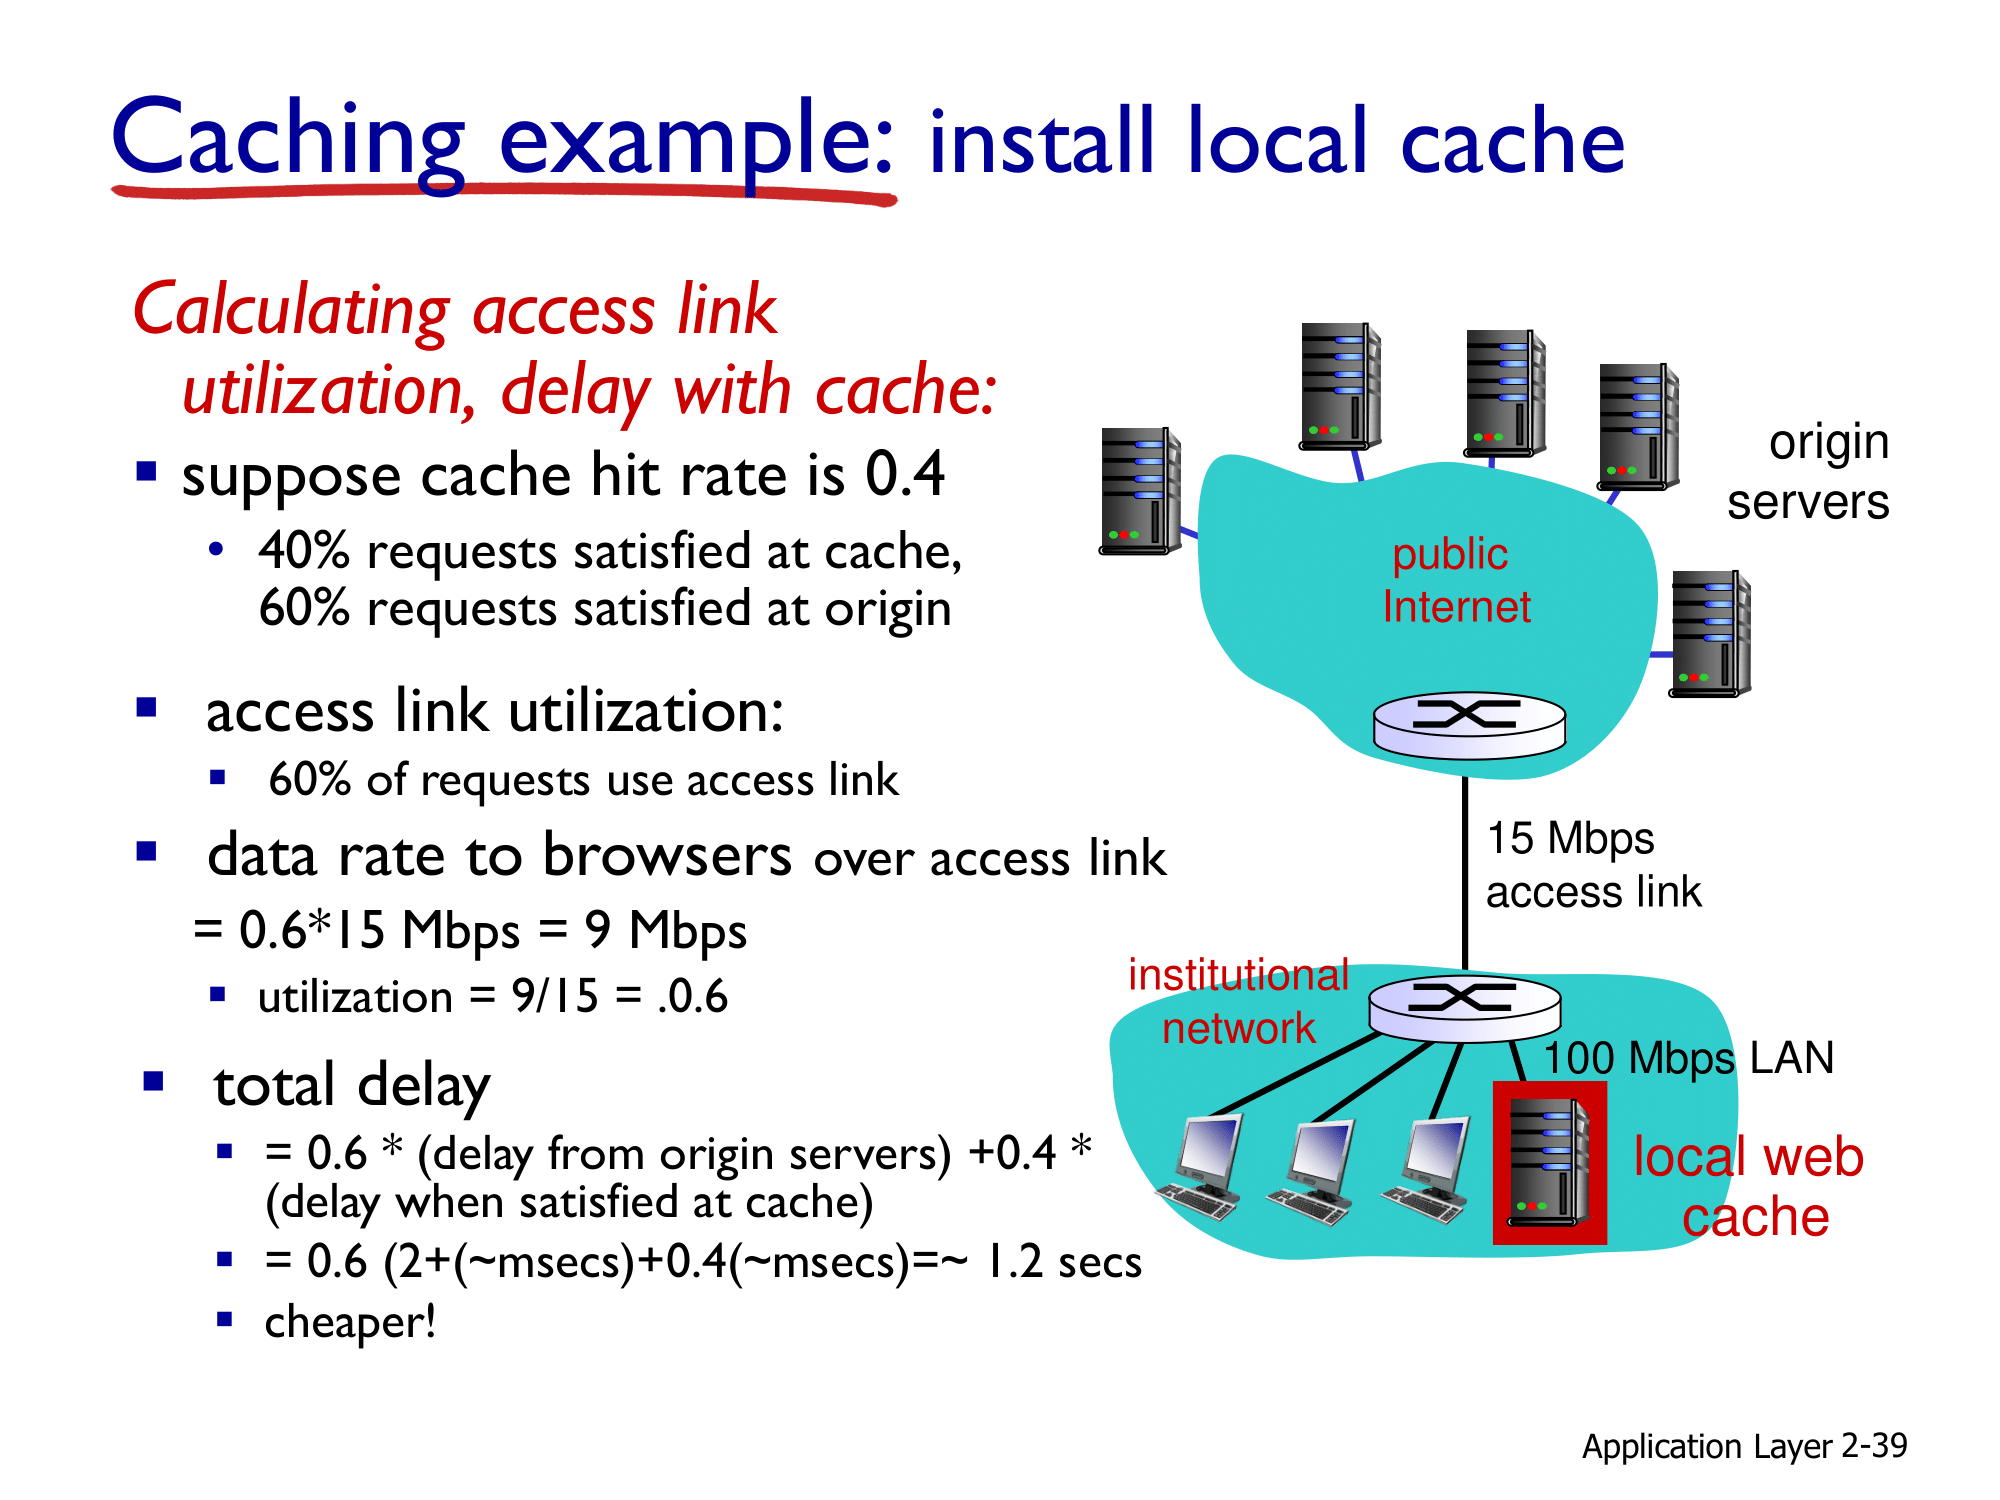 Caching example: install local cache
Calculating access link
utilization, delay with cache:
▪ suppose cache hit rate is 0.4
• 40% requests satisfied at cache,
60% requests satisfied at origin
▪ access link utilization:
▪ 60% of requests use access link
▪ data rate to browsers over access link
= 0.6*15 Mbps = 9 Mbps
▪ utilization = 9/15 = .0.6
▪ total delay
▪ = 0.6 * (delay from origin servers) +0.4 *
(delay when satisfied at cache)
▪ = 0.6 (2+(~msecs)+0.4(~msecs)=~ 1.2 secs
▪ cheaper!
origin
servers
public
Internet
15 Mbps
access link
institutional
network
100 Mbps LAN
local web
cache
Application Layer 2-39